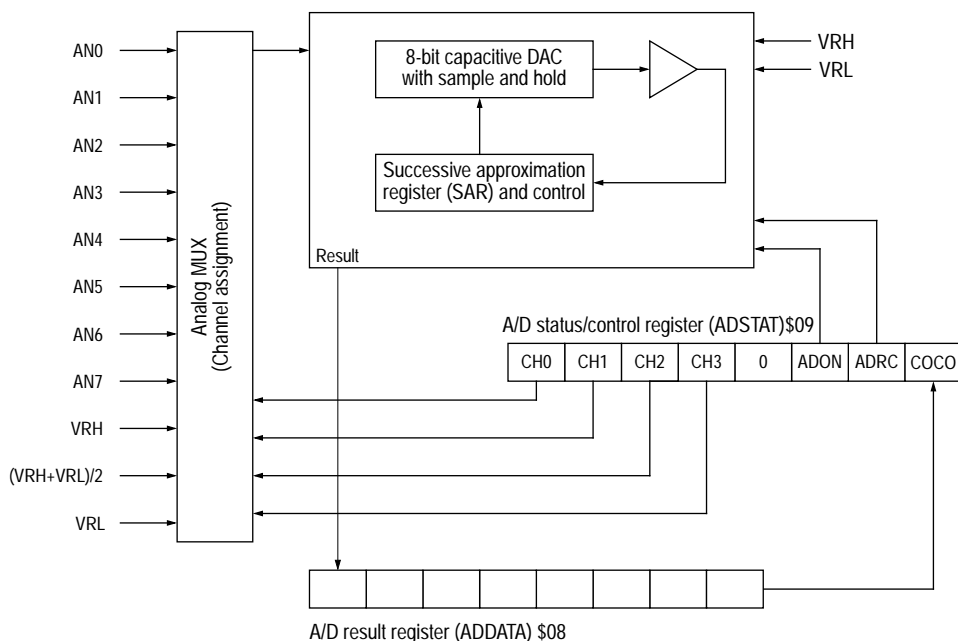 AN0
AN1
AN2
AN3
AN4
AN5
AN6
AN7
VRH
(VRH+VRL)/2
VRL
Analog MUX
(Channel assignment)
8-bit capacitive DAC
with sample and hold
Successive approximation
register (SAR) and control
Result
VRH
VRL
A/D status/control register (ADSTAT)$09
CH0 CH1 CH2 CH3 0 ADON ADRC COCO
A/D result register (ADDATA) $08